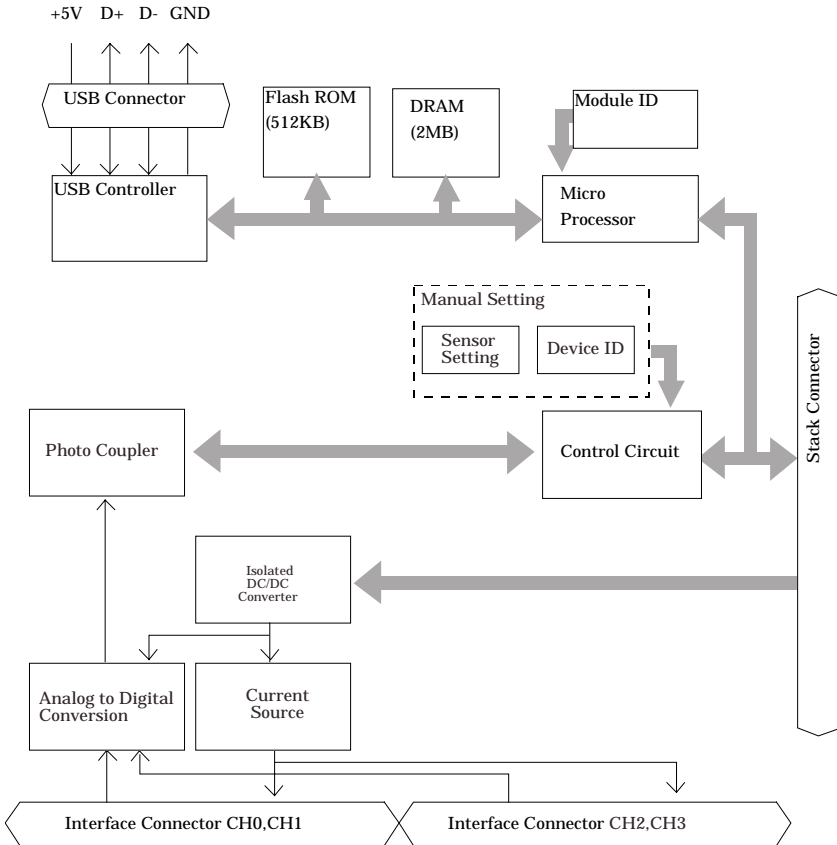 +5V D+ D- GND
USB Connector
Flash ROM
(512KB)
DRAM
(2MB)
Module ID
USB Controller
Micro
Processor
Manual Setting
Sensor
Setting
Device ID
Stack Connector
Photo Coupler
Control Circuit
Isolated
DC/DC
Converter
Analog to Digital
Conversion
Current
Source
Interface Connector CH0,CH1
Interface Connector CH2,CH3